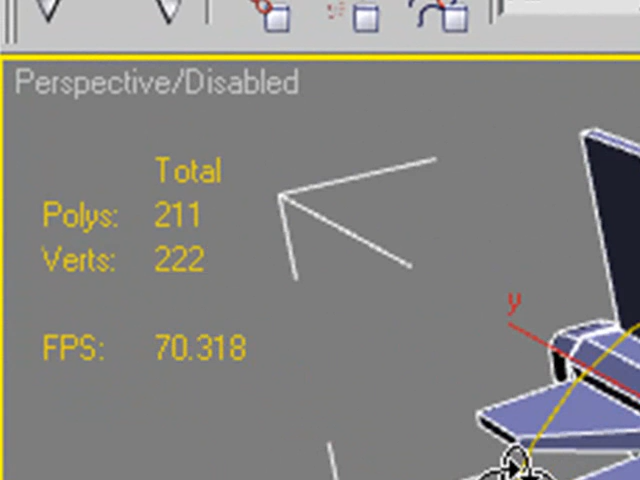 Perspective/Disabled
Total
Polys: 211
Verts: 222
FPS: 70.318
y